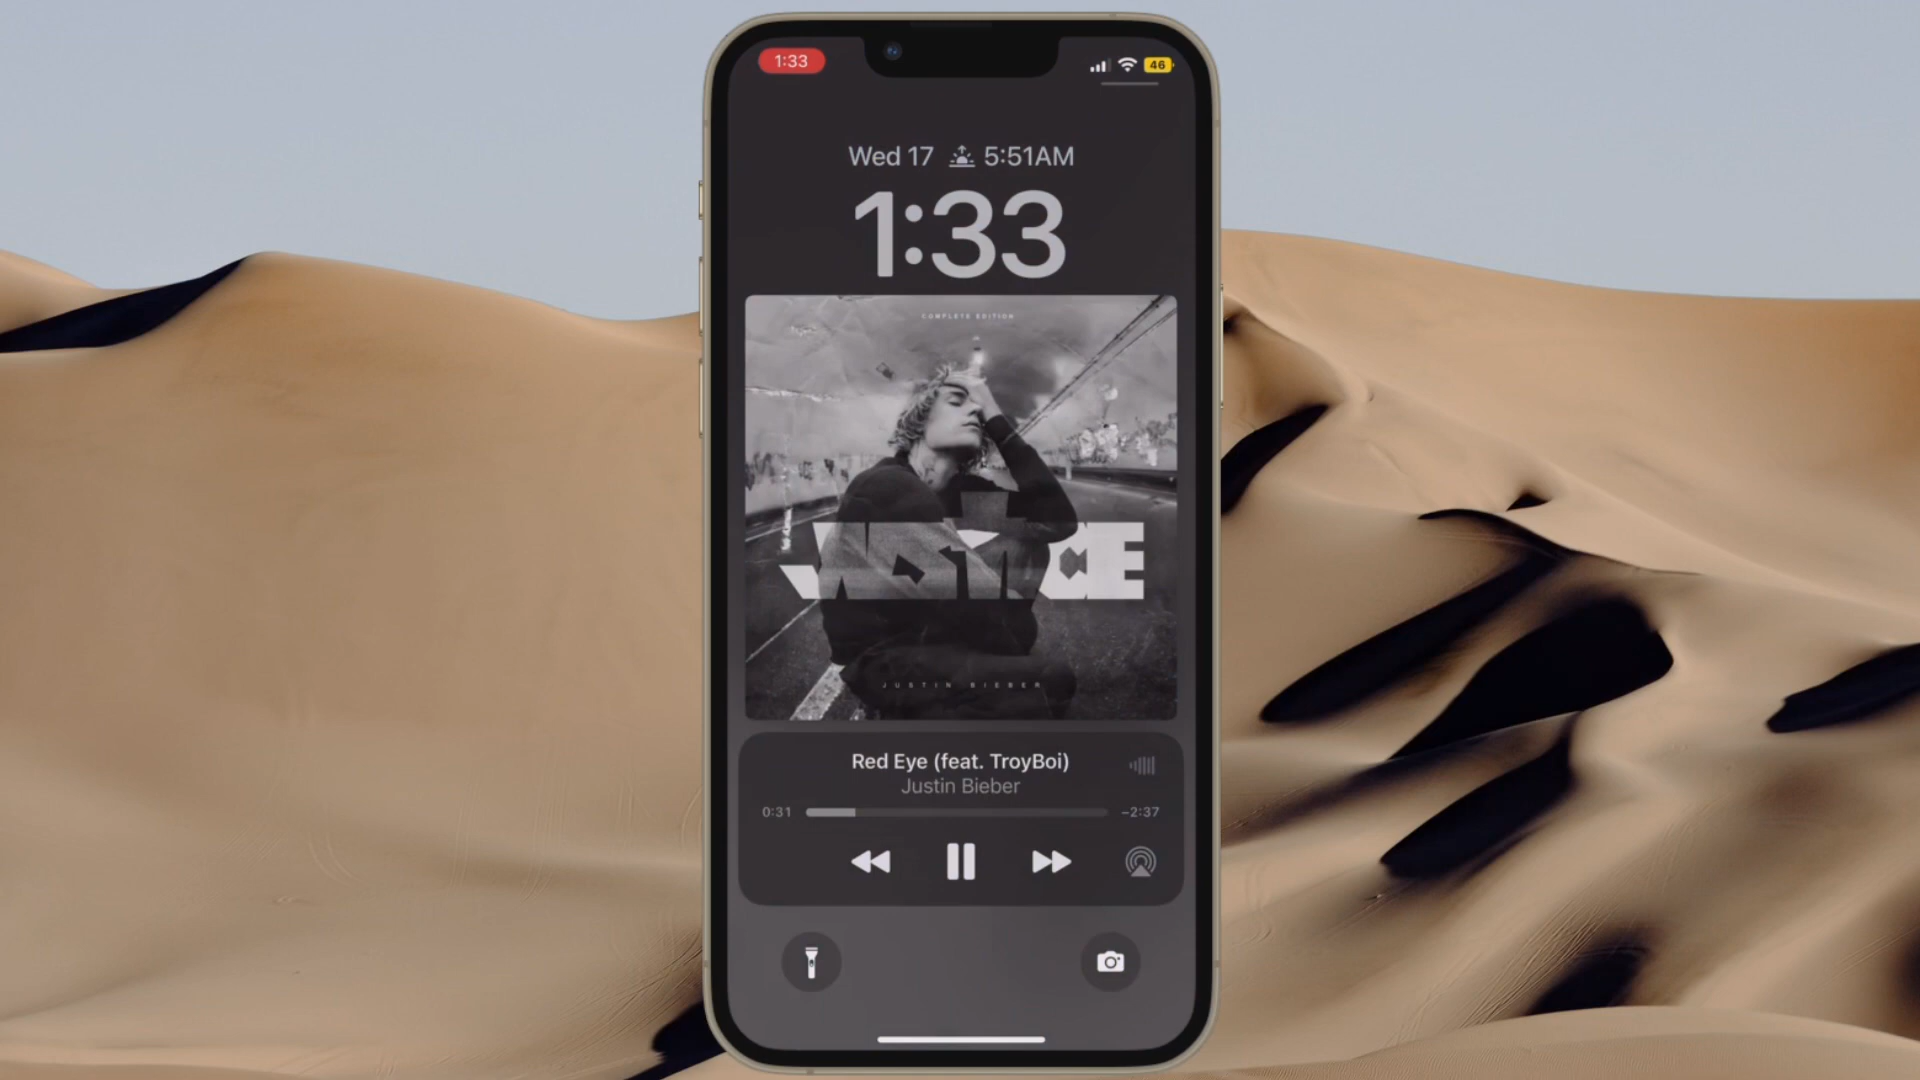 1:33
46
Wed 17 5:51AM
1:33
COMPLETE EDITION
JUSTICE
JUSTIN BIEBER
Red Eye (feat. TroyBoi)
Justin Bieber
0:31
-2:37